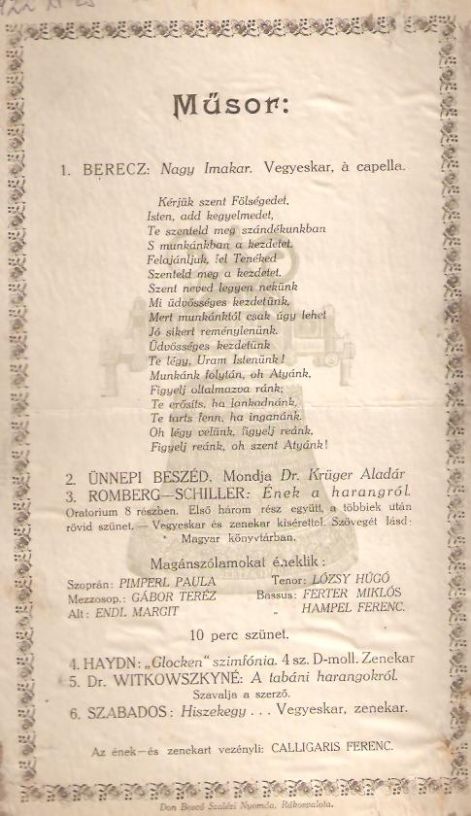 Műsor:
1. BERECZ: Nagy Imakar. Vegyeskar, à capella.
Kérjük szent Fölségedet,
Isten, add kegyelmedet,
Te szenteld meg szándékunkban
S munkánkban a kezdetet.
Felajánljuk, fel Teneked
Szenteld meg a kezdetet.
Szent neved legyen nekünk
Mi üdvösséges kezdetünk,
Mert munkánktól csak úgy lehet
Jó sikert reménylenünk.
Üdvösséges kezdetünk
Te légy, Uram Istenünk!
Munkánk folytán, oh Atyánk,
Figyelj oltalmazva ránk;
Te erősíts, ha lankadnánk,
Te tarts fenn, ha inganánk.
Oh légy velünk, figyelj reánk,
Figyelj reánk, oh szent Atyánk!
2. ÜNNEPI BESZÉD. Mondja Dr. Krüger Aladár
3. ROMBERG—SCHILLER: Ének a harangról.
Oratorium 8 részben. Első három rész együtt, a többiek után
rövid szünet. — Vegyeskar és zenekar kísérettel. Szövegét lásd:
Magyar könyvtárban.
Magánszólamokat éneklik:
Szoprán: PIMPERL PAULA Tenor: LÓZSY HÚGÓ
Mezzosop.: GÁBOR TERÉZ Bassus: FERTER MIKLÓS
Alt: ENDL MARGIT „ HAMPEL FERENC.
10 perc szünet.
4. HAYDN: „Glocken" szimfónia. 4 sz. D-moll. Zenekar
5. Dr. WITKOWSZKYNÉ: A tabáni harangokról.
Szavalja a szerző.
6. SZABADOS: Hiszekegy . . . Vegyeskar, zenekar.
Az ének—és zenekart vezényli: CALLIGARIS FERENC.
Don Boscó Szalézi Nyomda, Rákospalota.